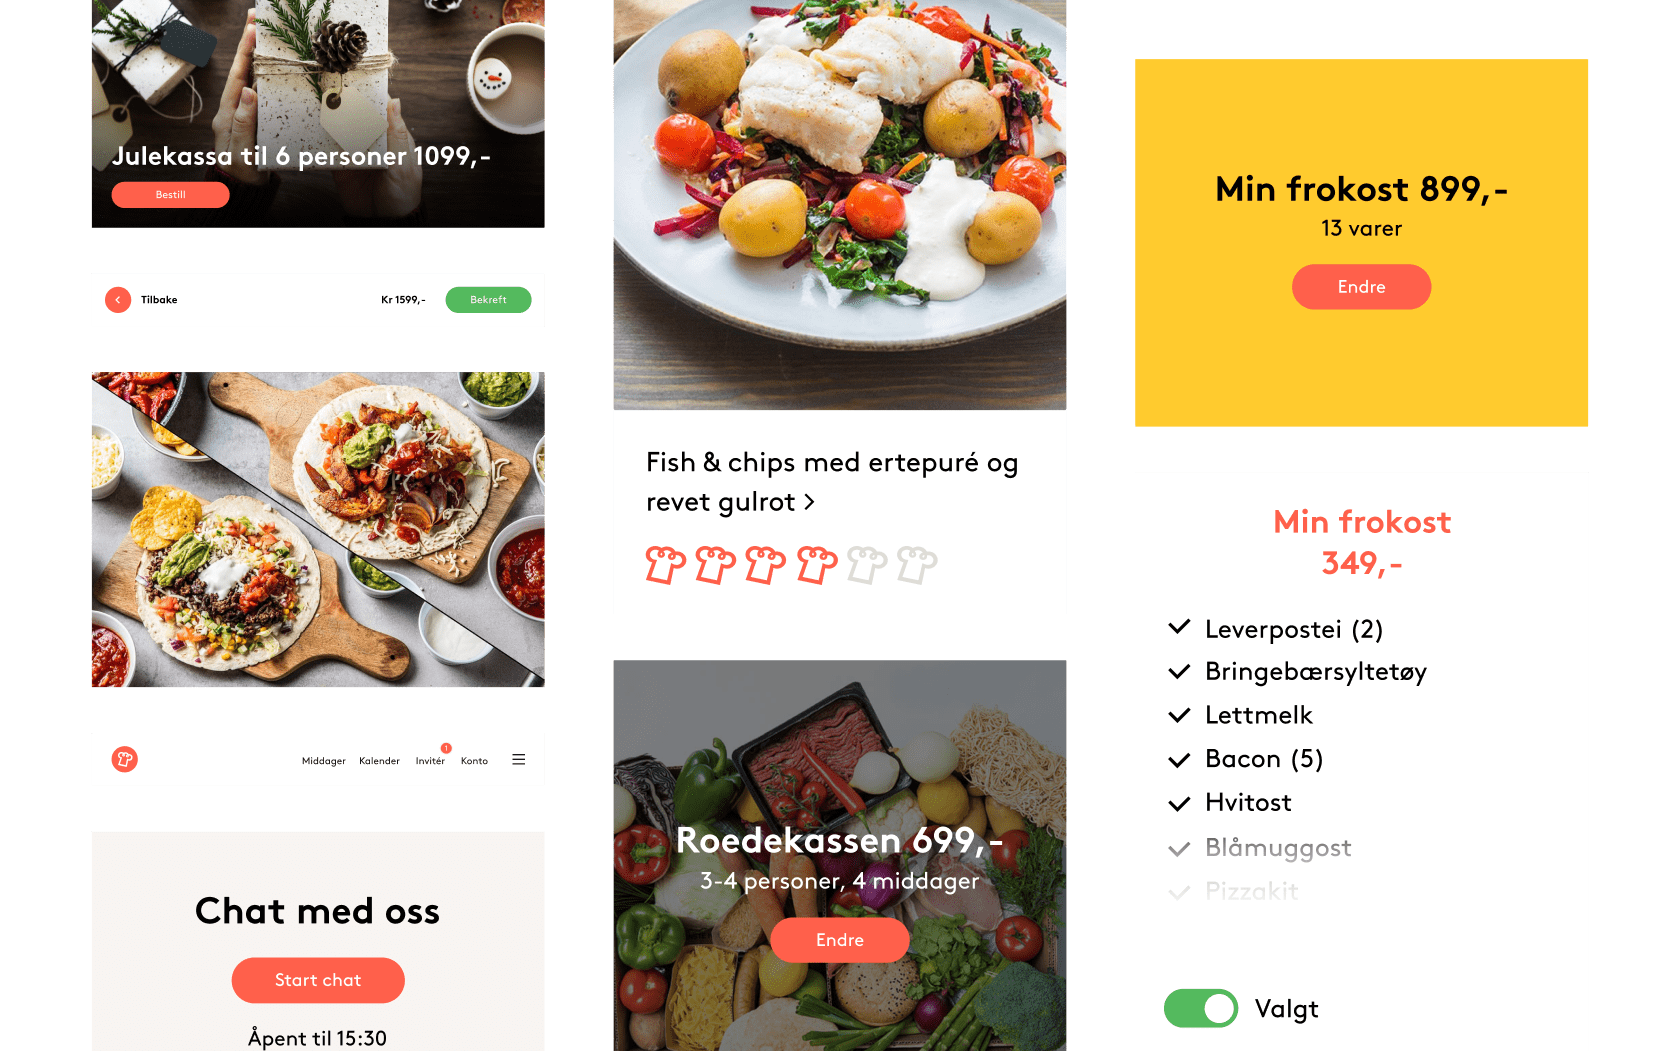 Julekassa til 6 personer 1099,-
Bestill
Tilbake
Kr 1599,-
Bekreft
1
Middager
Kalender
Invitér
Konto
Chat med oss
Start chat
Åpent til 15:30
Fish & chips med ertepuré og
revet gulrot >
Roedekassen 699,-
3-4 personer, 4 middager
Endre
Min frokost 899,-
13 varer
Endre
Min frokost
349,-
Leverpostei (2)
Bringebærsyltetøy
Lettmelk
Bacon (5)
Hvitost
Blåmuggost
Pizzakit
Valgt